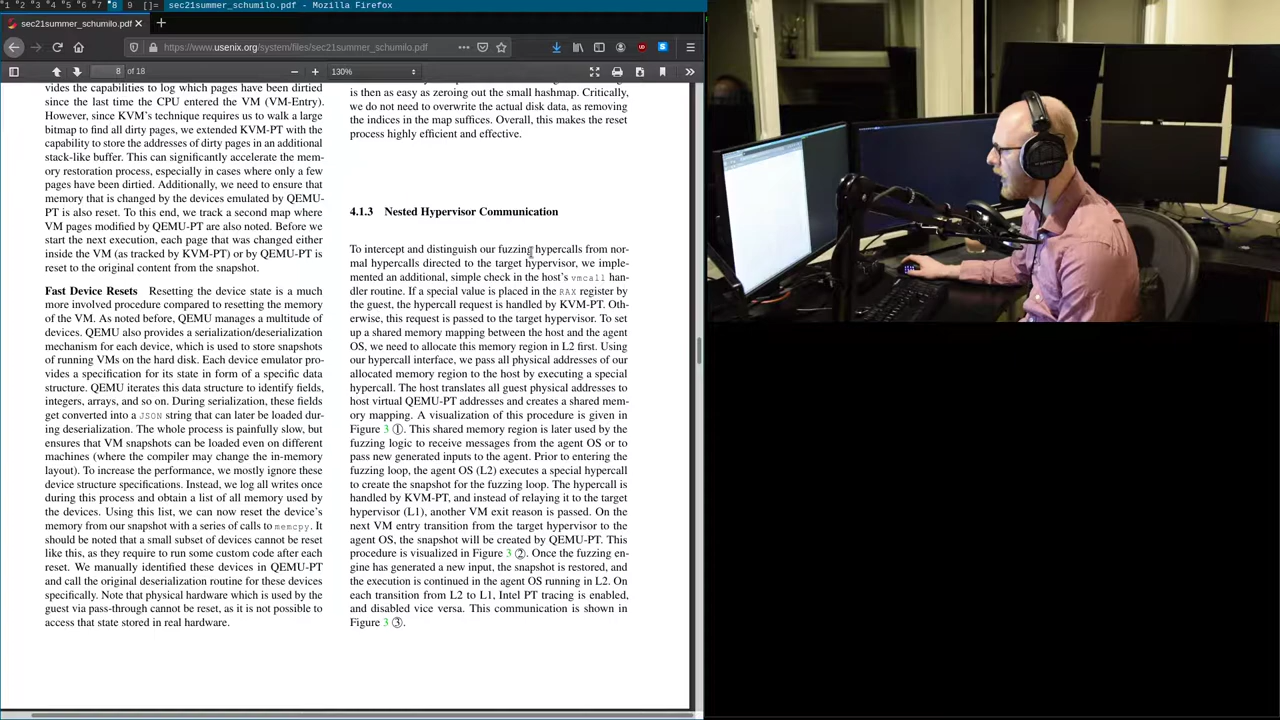 1 2 3 4 5 6 7 8 9 []= sec21summer_schumilo.pdf - Mozilla Firefox
sec21summer_schumilo.pdf
https://www.usenix.org/system/files/sec21summer_schumilo.pdf
8 of 18
130%
vides the capabilities to log which pages have been dirtied
since the last time the CPU entered the VM (VM-Entry).
However, since KVM's technique requires us to walk a large
bitmap to find all dirty pages, we extended KVM-PT with the
capability to store the addresses of dirty pages in an additional
stack-like buffer. This can significantly accelerate the mem-
ory restoration process, especially in cases where only a few
pages have been dirtied. Additionally, we need to ensure that
memory that is changed by the devices emulated by QEMU-
PT is also reset. To this end, we track a second map where
VM pages modified by QEMU-PT are also noted. Before we
start the next execution, each page that was changed either
inside the VM (as tracked by KVM-PT) or by QEMU-PT is
reset to the original content from the snapshot.
Fast Device Resets Resetting the device state is a much
more involved procedure compared to resetting the memory
of the VM. As noted before, QEMU manages a multitude of
devices. QEMU also provides a serialization/deserialization
mechanism for each device, which is used to store snapshots
of running VMs on the hard disk. Each device emulator pro-
vides a specification for its state in form of a specific data
structure. QEMU iterates this data structure to identify fields,
integers, arrays, and so on. During serialization, these fields
get converted into a JSON string that can later be loaded dur-
ing deserialization. The whole process is painfully slow, but
ensures that VM snapshots can be loaded even on different
machines (where the compiler may change the in-memory
layout). To increase the performance, we mostly ignore these
device structure specifications. Instead, we log all writes once
during this process and obtain a list of all memory used by
the devices. Using this list, we can now reset the device's
memory from our snapshot with a series of calls to memcpy. It
should be noted that a small subset of devices cannot be reset
like this, as they require to run some custom code after each
reset. We manually identified these devices in QEMU-PT
and call the original deserialization routine for these devices
specifically. Note that physical hardware which is used by the
guest via pass-through cannot be reset, as it is not possible to
access that state stored in real hardware.
is then as easy as zeroing out the small hashmap. Critically,
we do not need to overwrite the actual disk data, as removing
the indices in the map suffices. Overall, this makes the reset
process highly efficient and effective.
4.1.3 Nested Hypervisor Communication
To intercept and distinguish our fuzzing hypercalls from nor-
mal hypercalls directed to the target hypervisor, we imple-
mented an additional, simple check in the host's vmcall han-
dler routine. If a special value is placed in the RAX register by
the guest, the hypercall request is handled by KVM-PT. Oth-
erwise, this request is passed to the target hypervisor. To set
up a shared memory mapping between the host and the agent
OS, we need to allocate this memory region in L2 first. Using
our hypercall interface, we pass all physical addresses of our
allocated memory region to the host by executing a special
hypercall. The host translates all guest physical addresses to
host virtual QEMU-PT addresses and creates a shared mem-
ory mapping. A visualization of this procedure is given in
Figure 3 ①. This shared memory region is later used by the
fuzzing logic to receive messages from the agent OS or to
pass new generated inputs to the agent. Prior to entering the
fuzzing loop, the agent OS (L2) executes a special hypercall
to create the snapshot for the fuzzing loop. The hypercall is
handled by KVM-PT, and instead of relaying it to the target
hypervisor (L1), another VM exit reason is passed. On the
next VM entry transition from the target hypervisor to the
agent OS, the snapshot will be created by QEMU-PT. This
procedure is visualized in Figure 3 ②. Once the fuzzing en-
gine has generated a new input, the snapshot is restored, and
the execution is continued in the agent OS running in L2. On
each transition from L2 to L1, Intel PT tracing is enabled,
and disabled vice versa. This communication is shown in
Figure 3 ③.